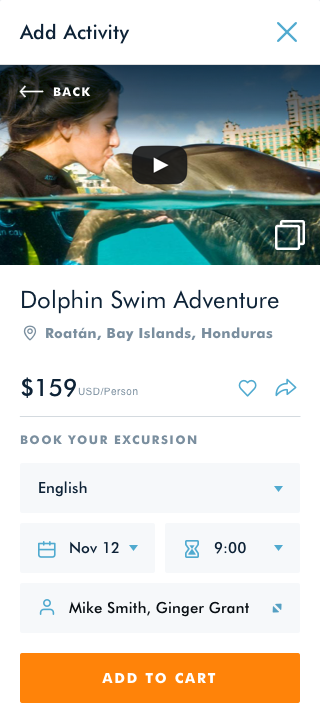 Add Activity
BACK
Dolphin Swim Adventure
Roatán, Bay Islands, Honduras
$159 USD/Person
BOOK YOUR EXCURSION
English
Nov 12 9:00
Mike Smith, Ginger Grant
ADD TO CART